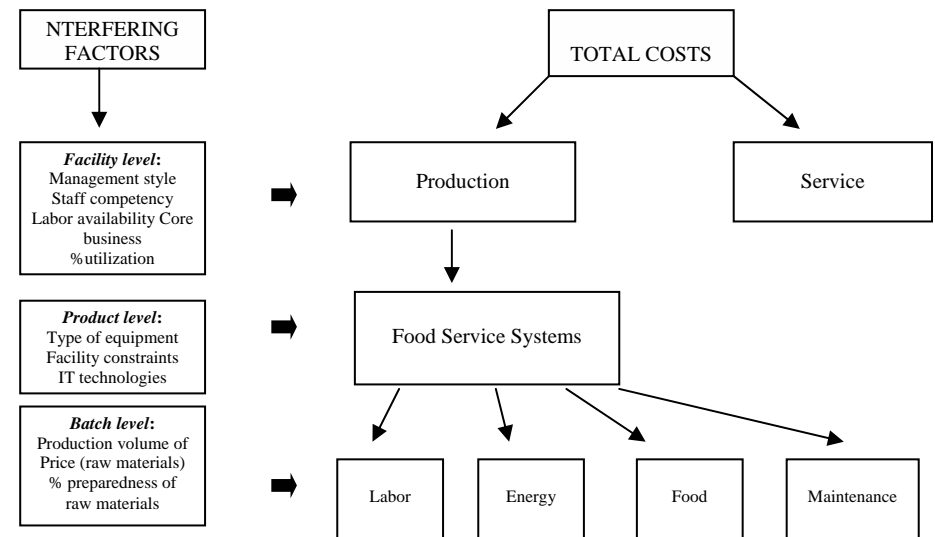 NTERFERING
FACTORS
TOTAL COSTS
Facility level:
Management style
Staff competency
Labor availability Core
business
%utilization
Production
Service
Product level:
Type of equipment
Facility constraints
IT technologies
Food Service Systems
Batch level:
Production volume of
Price (raw materials)
% preparedness of
raw materials
Labor
Energy
Food
Maintenance